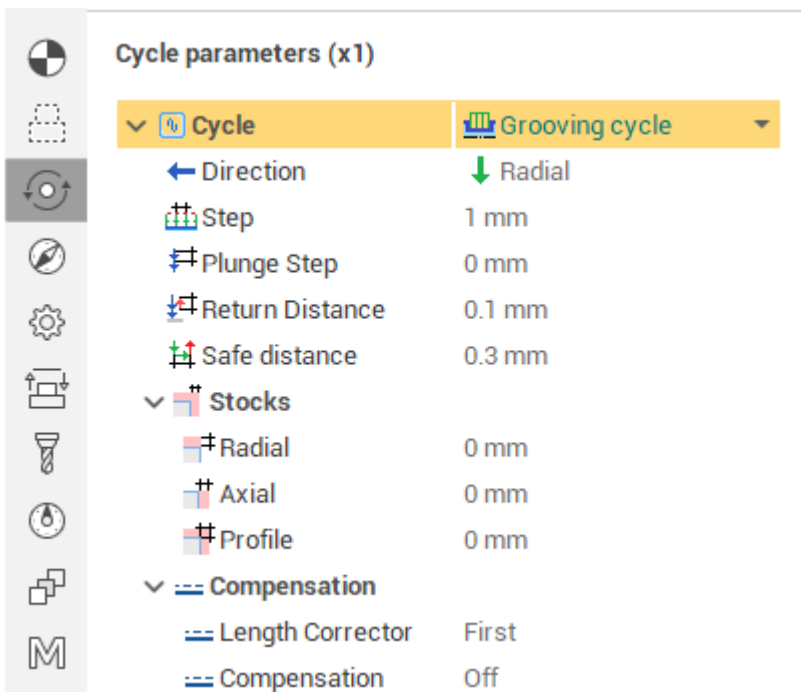 Cycle parameters (x1)
Cycle Grooving cycle
Direction Radial
Step 1 mm
Plunge Step 0 mm
Return Distance 0.1 mm
Safe distance 0.3 mm
Stocks
Radial 0 mm
Axial 0 mm
Profile 0 mm
Compensation
Length Corrector First
Compensation Off